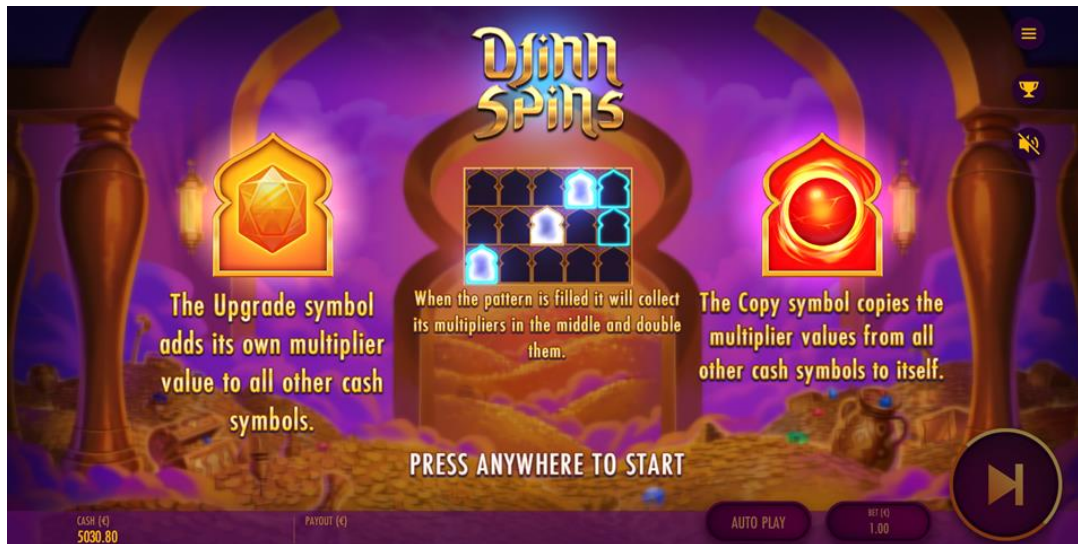 Djinn
Spins
The Upgrade symbol
adds its own multiplier
value to all other cash
symbols.
When the pattern is filled it will collect
its multipliers in the middle and double
them.
The Copy symbol copies the
multiplier values from all
other cash symbols to itself.
PRESS ANYWHERE TO START
CASH (€)
5030.80
PAYOUT (€)
AUTO PLAY
BET (€)
1.00